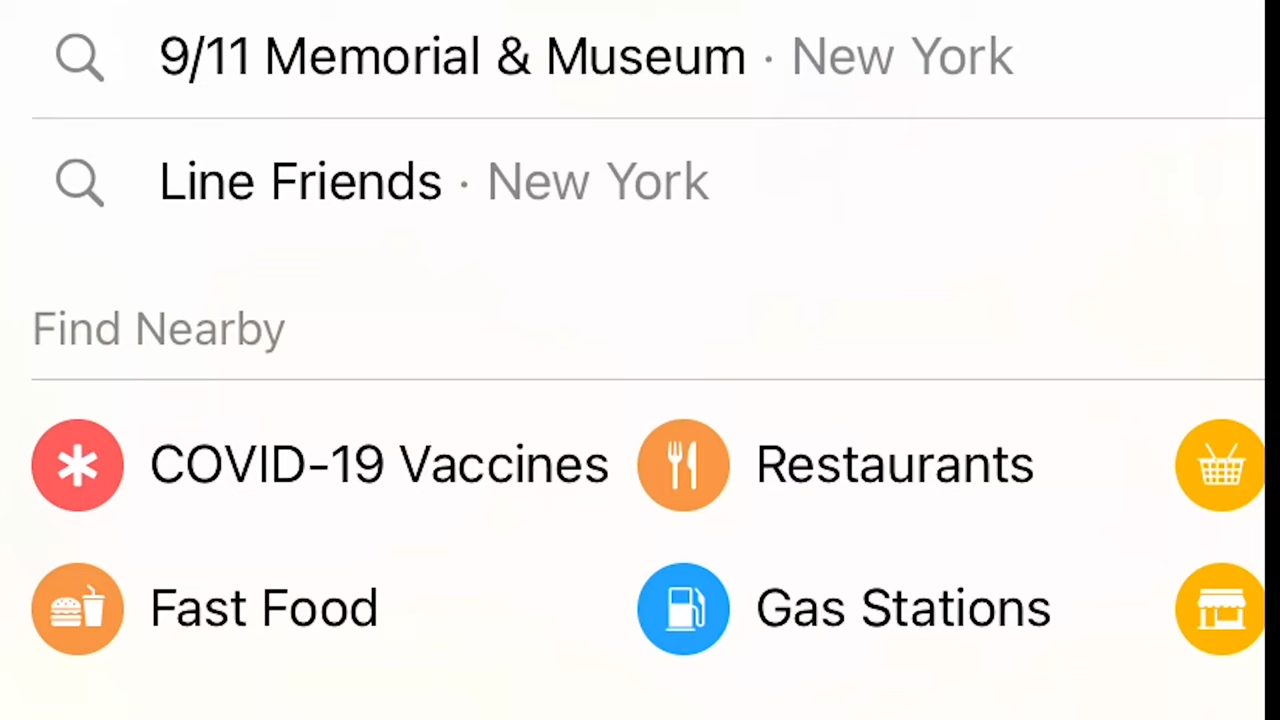 9/11 Memorial & Museum · New York
Line Friends · New York
Find Nearby
COVID-19 Vaccines Restaurants
Fast Food Gas Stations